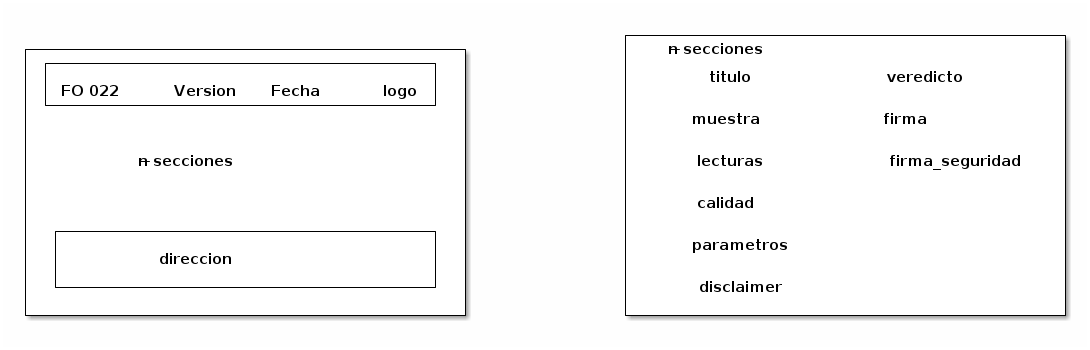 FO 022 Version Fecha logo
n secciones
direccion
n secciones
titulo veredicto
muestra firma
lecturas firma_seguridad
calidad
parametros
disclaimer